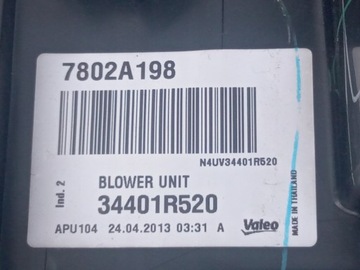 7802A198
N4UV34401R520
Ind. 2
BLOWER UNIT
34401R520
APU104 24.04.2013 03:31 A
Valeo
MADE IN THAILAND